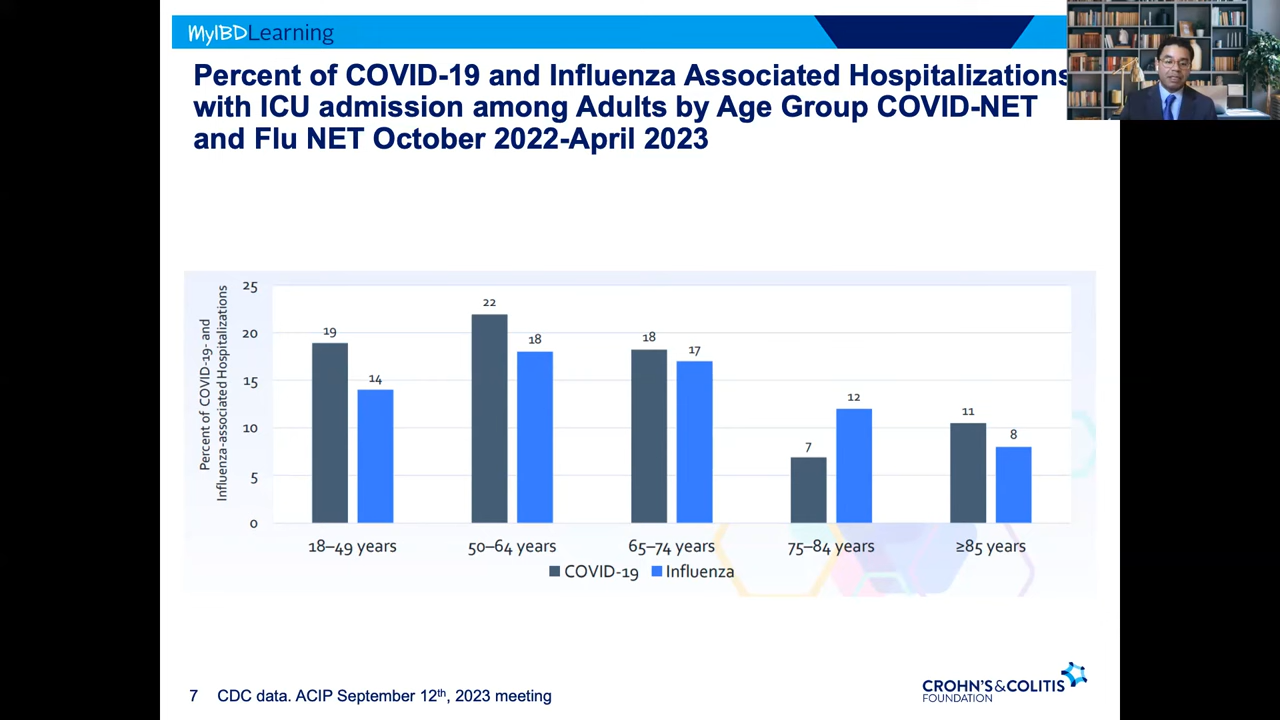 MyIBDLearning
Percent of COVID-19 and Influenza Associated Hospitalizations
with ICU admission among Adults by Age Group COVID-NET
and Flu NET October 2022-April 2023
Percent of COVID-19- and
Influenza-associated Hospitalizations
25
20
15
10
5
0
19
14
22
18
18
17
7
12
11
8
18–49 years
50–64 years
65–74 years
75–84 years
≥85 years
COVID-19
Influenza
7
CDC data. ACIP September 12th, 2023 meeting
CROHN'S&COLITIS
FOUNDATION